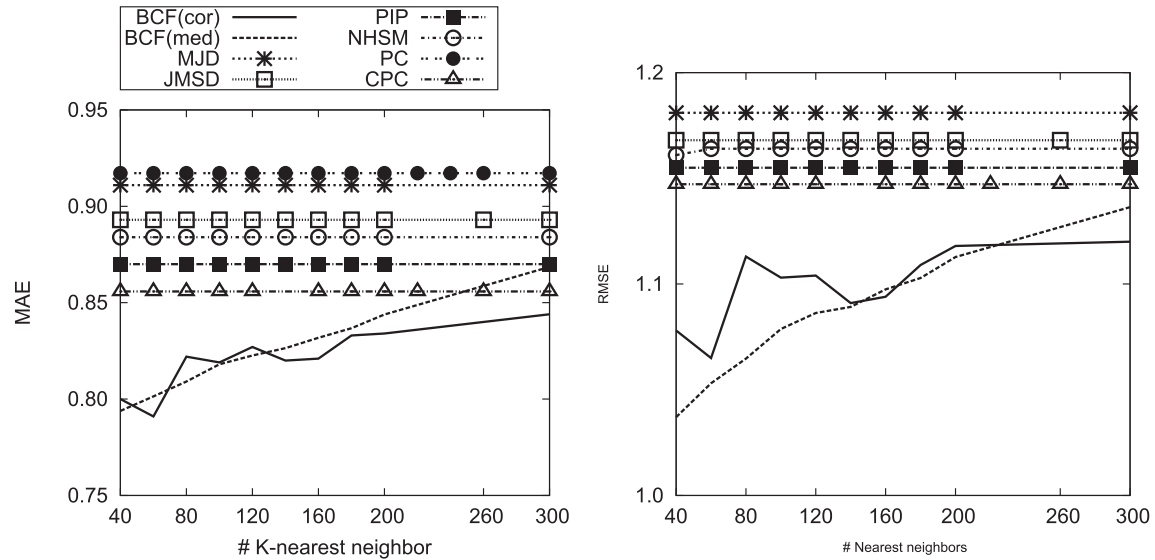 BCF(cor) PIP
BCF(med) NHSM
MJD PC
JMSD CPC
0.95
0.90
0.85
0.80
0.75
MAE
40 80 120 160 200 260 300
# K-nearest neighbor
1.2
1.1
1.0
RMSE
40 80 120 160 200 260 300
# Nearest neighbors